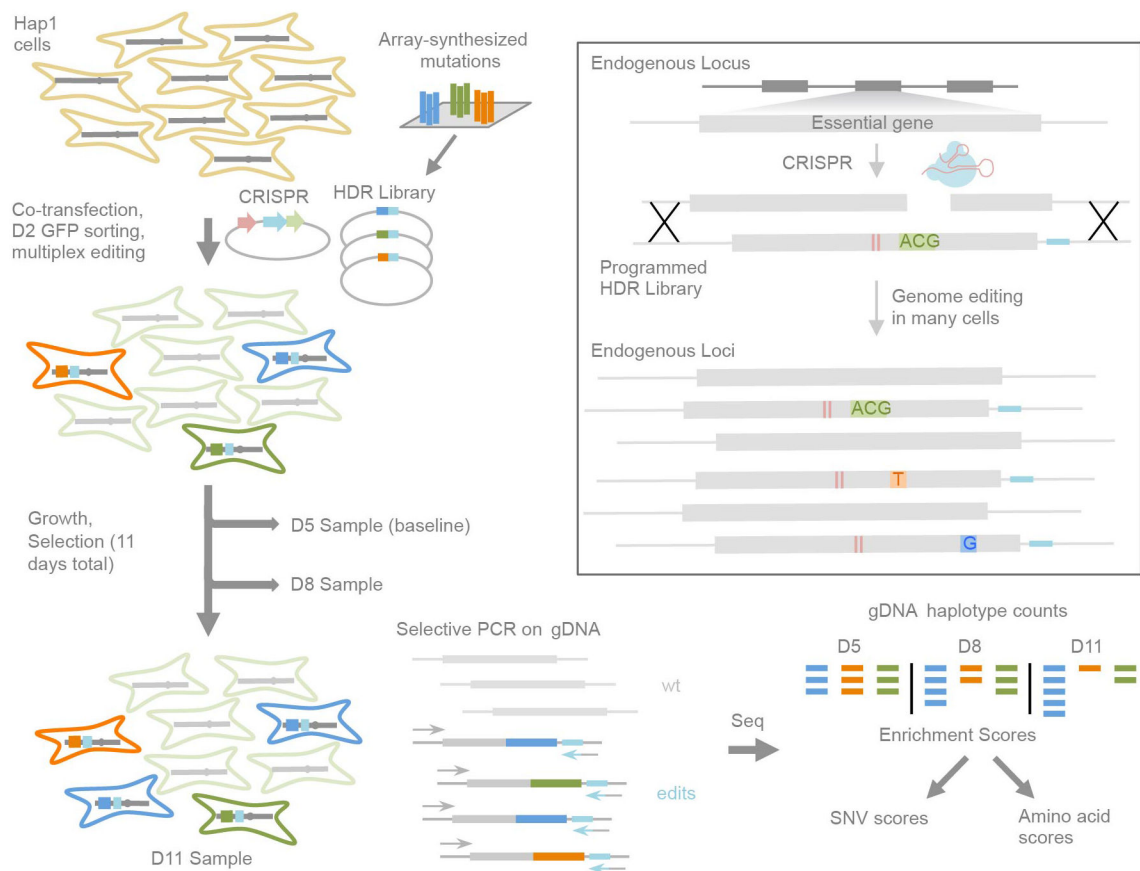 Hap1
cells
Array-synthesized
mutations
CRISPR
HDR Library
Co-transfection,
D2 GFP sorting,
multiplex editing
Growth,
Selection (11
days total)
D5 Sample (baseline)
D8 Sample
D11 Sample
Endogenous Locus
Essential gene
CRISPR
ACG
Programmed
HDR Library
Genome editing
in many cells
Endogenous Loci
ACG
T
G
Selective PCR on gDNA
wt
edits
Seq
gDNA haplotype counts
D5 D8 D11
Enrichment Scores
SNV scores
Amino acid
scores